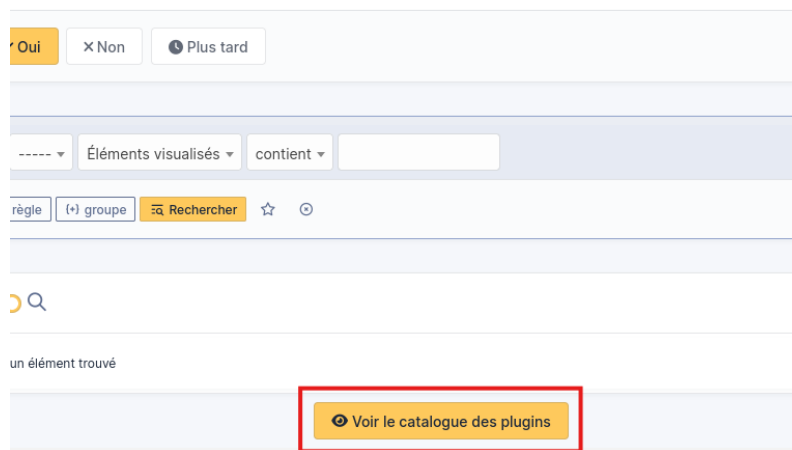 Oui Non Plus tard
----- Éléments visualisés contient
règle (+) groupe Rechercher
un élément trouvé
Voir le catalogue des plugins